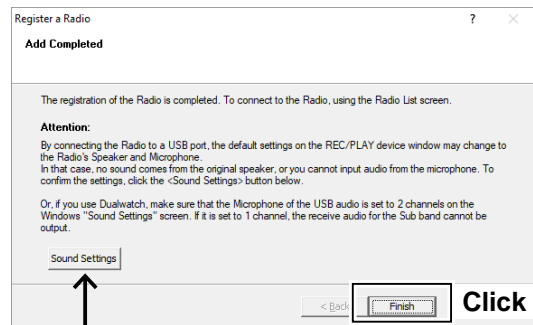 Register a Radio ?
Add Completed
The registration of the Radio is completed. To connect to the Radio, using the Radio List screen.
Attention:
By connecting the Radio to a USB port, the default settings on the REC/PLAY device window may change to
the Radio's Speaker and Microphone.
In that case, no sound comes from the original speaker, or you cannot input audio from the microphone. To
confirm the settings, click the <Sound Settings> button below.
Or, if you use Dualwatch, make sure that the Microphone of the USB audio is set to 2 channels on the
Windows "Sound Settings" screen. If it is set to 1 channel, the receive audio for the Sub band cannot be
output.
Sound Settings
< Back Finish Click